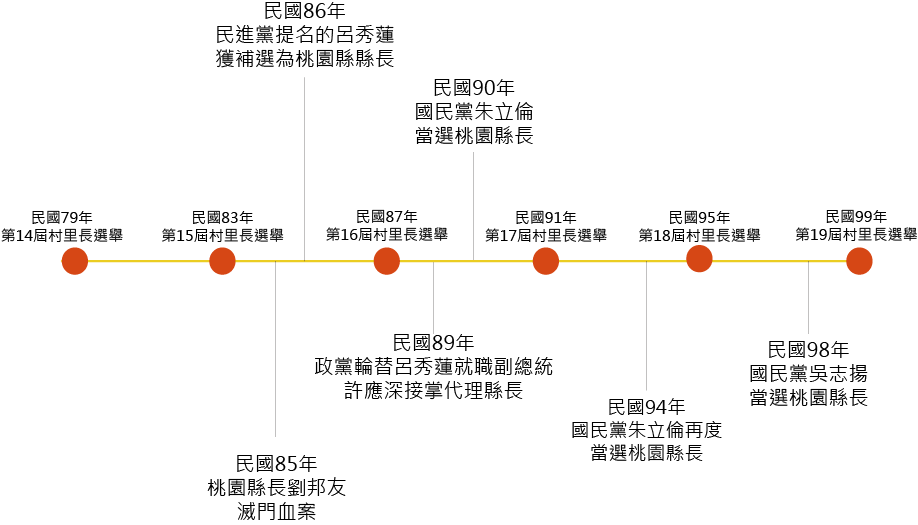 民國86年
民進黨提名的呂秀蓮
獲補選為桃園縣縣長
民國90年
國民黨朱立倫
當選桃園縣長
民國79年
第14屆村里長選舉
民國83年
第15屆村里長選舉
民國87年
第16屆村里長選舉
民國91年
第17屆村里長選舉
民國95年
第18屆村里長選舉
民國99年
第19屆村里長選舉
民國89年
政黨輪替呂秀蓮就職副總統
許應深接掌代理縣長
民國98年
國民黨吳志揚
當選桃園縣長
民國94年
國民黨朱立倫再度
當選桃園縣長
民國85年
桃園縣長劉邦友
滅門血案